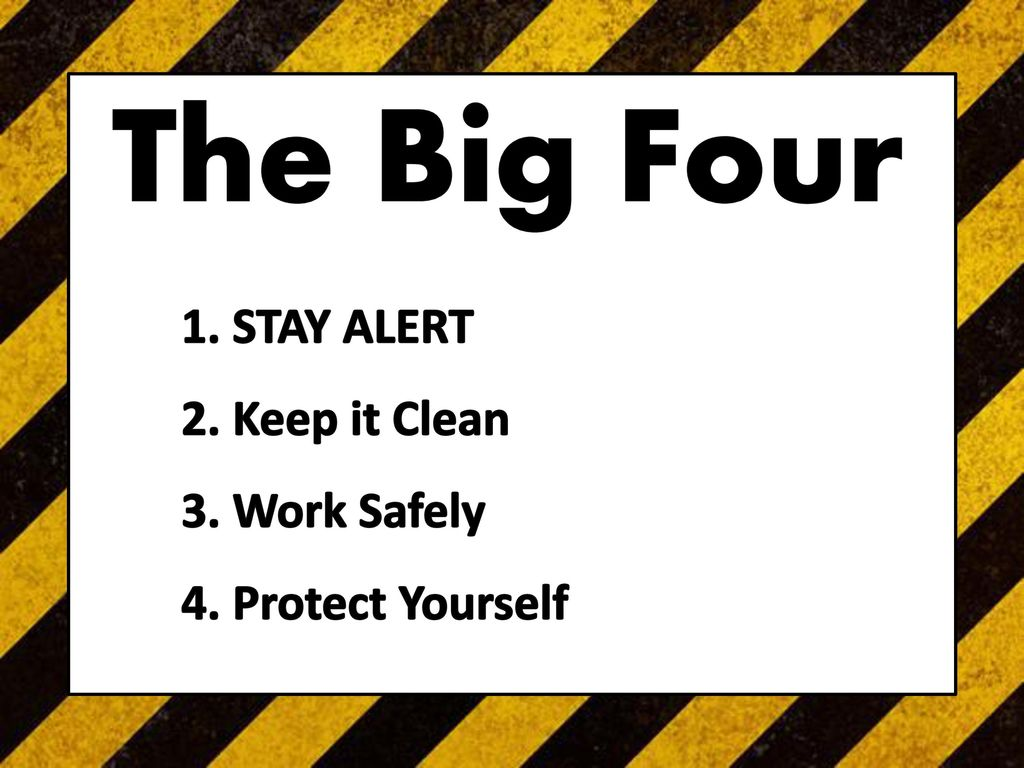 The Big Four
1. STAY ALERT
2. Keep it Clean
3. Work Safely
4. Protect Yourself